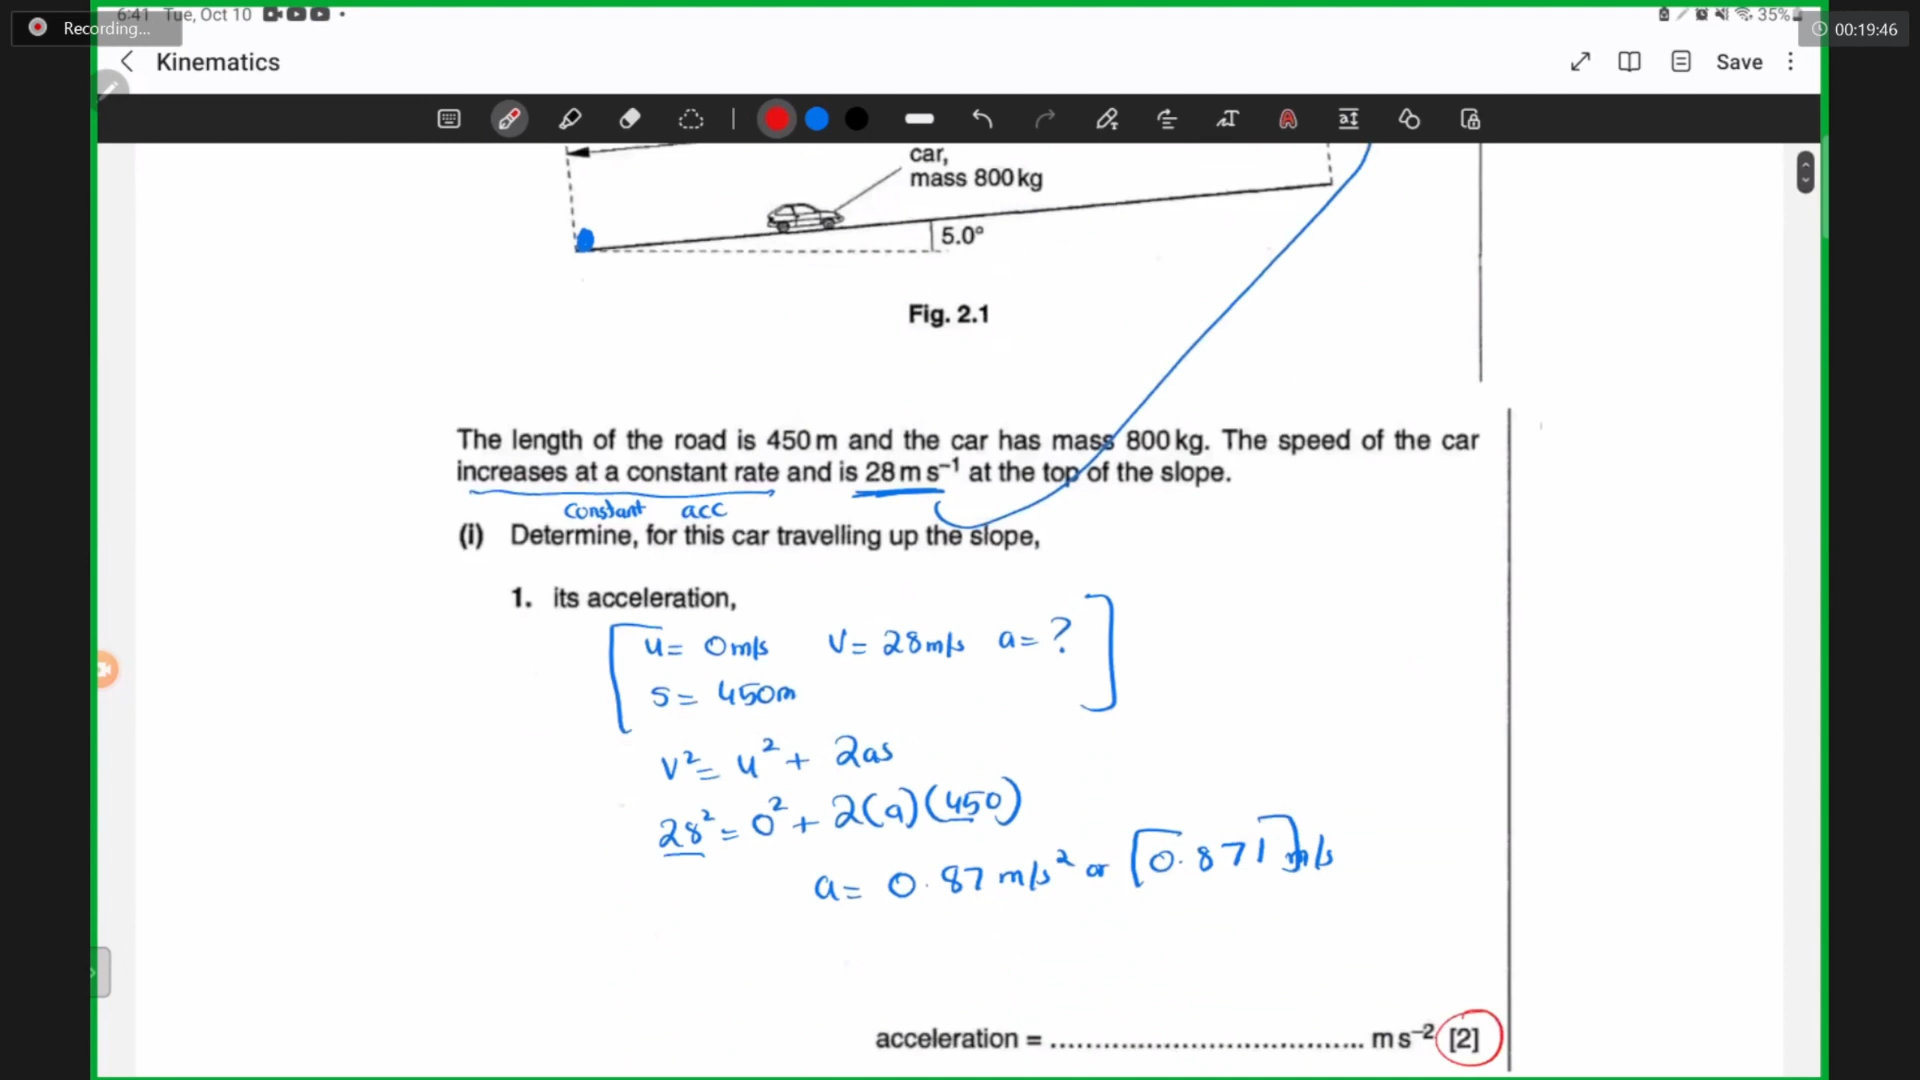 6:41 Tue, Oct 10
35%
Recording...
00:19:46
Kinematics
Save
car,
mass 800 kg
5.0°
Fig. 2.1
The length of the road is 450 m and the car has mass 800 kg. The speed of the car
increases at a constant rate and is 28 m s⁻¹ at the top of the slope.
constant acc
(i) Determine, for this car travelling up the slope,
1. its acceleration,
u = 0 m/s v = 28 m/s a = ?
s = 450m
v² = u² + 2as
28² = 0² + 2(a)(450)
a = 0.87 m/s² or [0.871] m/s
acceleration = .................................... m s⁻² [2]